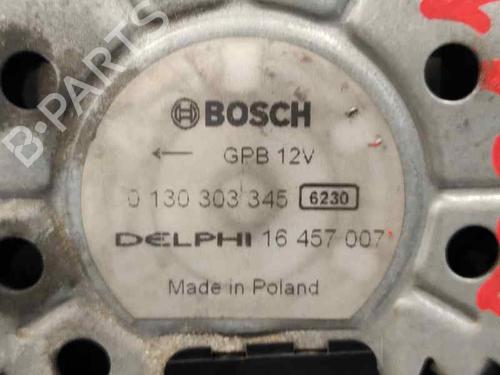 BOSCH
← GPB 12V
0 130 303 345 6230
DELPHI 16 457 007
Made in Poland
B-PARTS